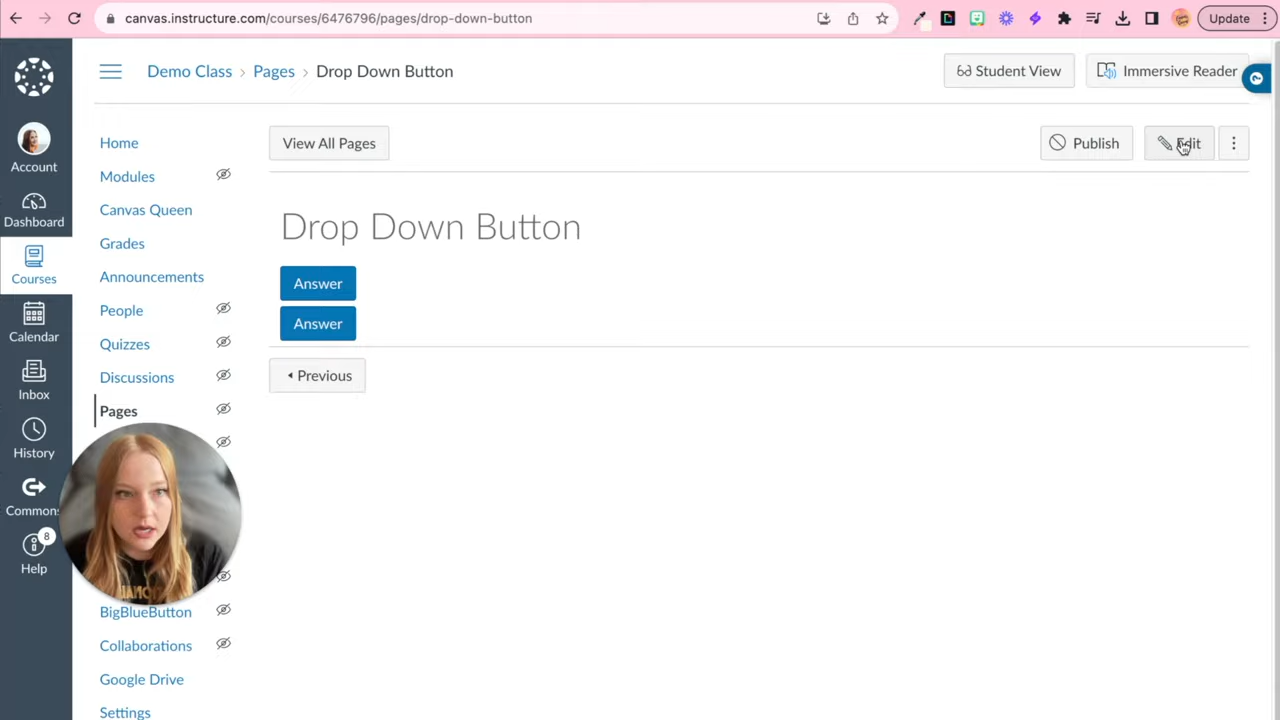 canvas.instructure.com/courses/6476796/pages/drop-down-button
Update
Demo Class › Pages › Drop Down Button
Student View
Immersive Reader
Account
Dashboard
Courses
Calendar
Inbox
History
Commons
8
Help
Home
Modules
Canvas Queen
Grades
Announcements
People
Quizzes
Discussions
Pages
BigBlueButton
Collaborations
Google Drive
Settings
View All Pages
Publish
Edit
Drop Down Button
Answer
Answer
Previous